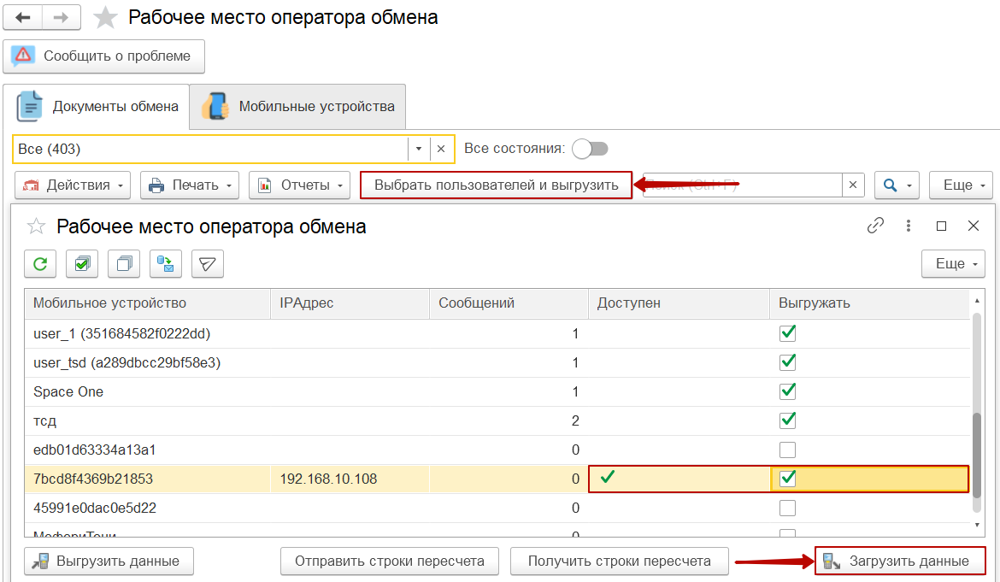 Рабочее место оператора обмена
Сообщить о проблеме
Документы обмена Мобильные устройства
Все (403) Все состояния:
Действия Печать Отчеты Выбрать пользователей и выгрузить Поиск (Ctrl+F) Еще
Рабочее место оператора обмена
Еще
Мобильное устройство IPАдрес Сообщений Доступен Выгружать
user_1 (351684582f0222dd) 1
user_tsd (a289dbcc29bf58e3) 1
Space One 1
тсд 2
edb01d63334a13a1 0
7bcd8f4369b21853 192.168.10.108 0
45991e0dac0e5d22 0
0
Выгрузить данные Отправить строки пересчета Получить строки пересчета Загрузить данные